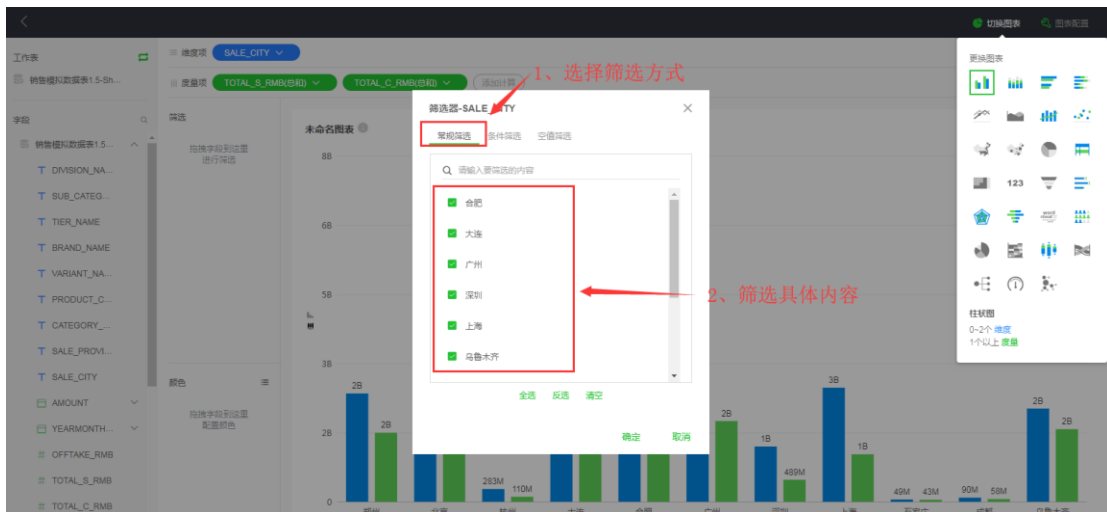 切换图表
图表配置
工作表
销售模拟数据表1.5-Sh...
字段
销售模拟数据表1.5...
DIVISION_NA...
SUB_CATEG...
TIER_NAME
BRAND_NAME
VARIANT_NA...
PRODUCT_C...
CATEGORY_...
SALE_PROVI...
SALE_CITY
AMOUNT
YEARMONTH...
OFFTAKE_RMB
TOTAL_S_RMB
TOTAL_C_RMB
维度项 SALE_CITY
度量项 TOTAL_S_RMB(总和) TOTAL_C_RMB(总和) 添加计算
筛选
拖拽字段到这里
进行筛选
颜色
拖拽字段到这里
配置颜色
未命名图表
8B
6B
5B
3B
2B
0
2B
2B
283M
110M
2B
1B
489M
3B
1B
49M
43M
90M
58M
2B
2B
1、选择筛选方式
筛选器-SALE_CITY
常规筛选 条件筛选 空值筛选
请输入要筛选的内容
合肥
大连
广州
深圳
上海
乌鲁木齐
全选 反选 清空
确定 取消
2、筛选具体内容
更换图表
123
柱状图
0~2个 维度
1个以上 度量